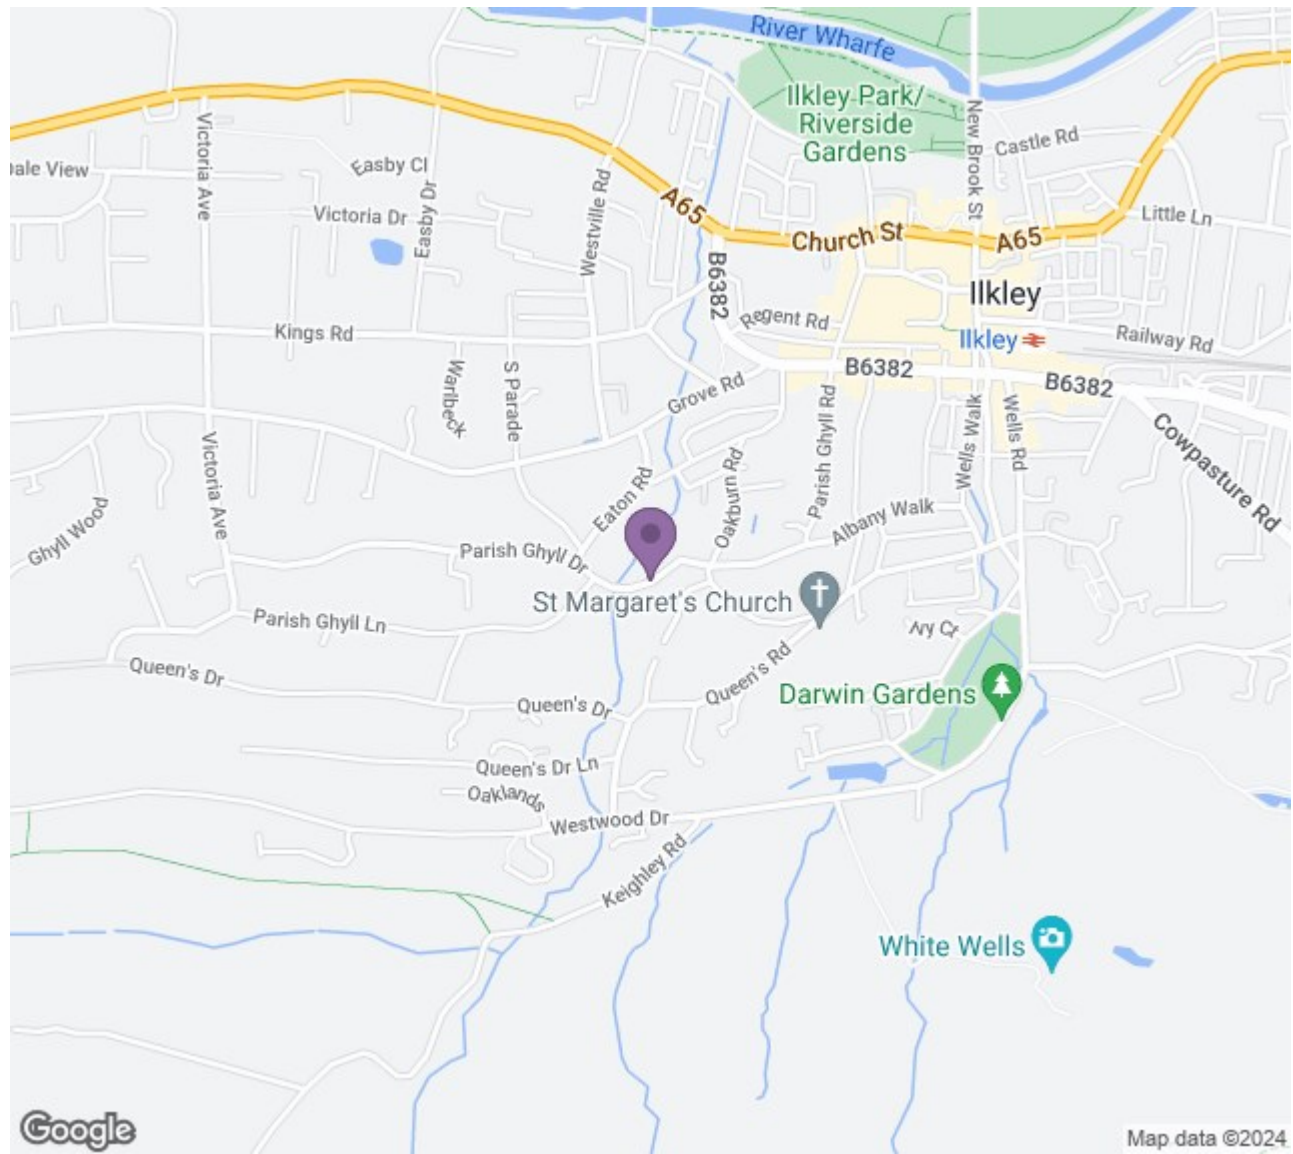 River Wharfe
Ilkley Park/
Riverside
Gardens
New Brook St
Castle Rd
Victoria Ave
Easby Cl
Easby Dr
Westville Rd
A65
Victoria Dr
Little Ln
Church St
A65
B6382
Ilkley
Kings Rd
Regent Rd
Ilkley
Railway Rd
Warlbeck
S Parade
Grove Rd
B6382
B6382
Parish Ghyll Rd
Wells Walk
Wells Rd
Cowpasture Rd
Victoria Ave
Eaton Rd
Oakburn Rd
Albany Walk
Ghyll Wood
Parish Ghyll Dr
St Margaret's Church
Parish Ghyll Ln
Queen's Dr
Queen's Rd
Darwin Gardens
Queen's Dr
Queen's Dr Ln
Oaklands
Westwood Dr
Keighley Rd
White Wells
Google
Map data ©2024